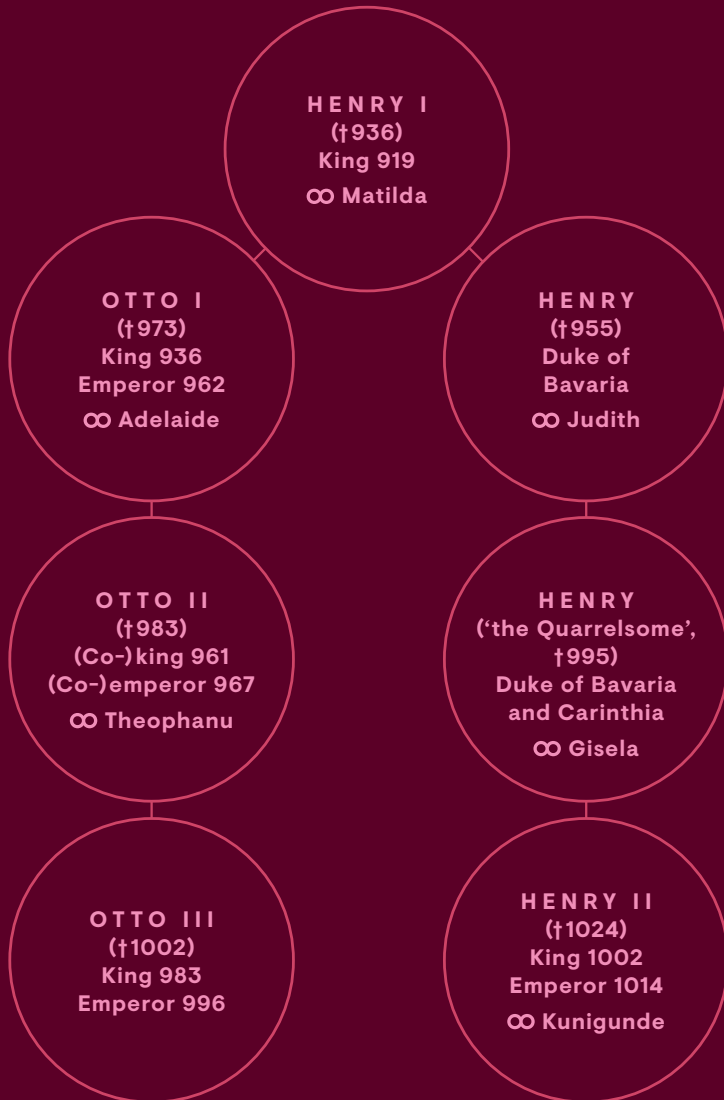 HENRY I
(†936)
King 919
⚭ Matilda
OTTO I
(†973)
King 936
Emperor 962
⚭ Adelaide
HENRY
(†955)
Duke of
Bavaria
⚭ Judith
OTTO II
(†983)
(Co-)king 961
(Co-)emperor 967
⚭ Theophanu
HENRY
(‘the Quarrelsome’,
†995)
Duke of Bavaria
and Carinthia
⚭ Gisela
OTTO III
(†1002)
King 983
Emperor 996
HENRY II
(†1024)
King 1002
Emperor 1014
⚭ Kunigunde